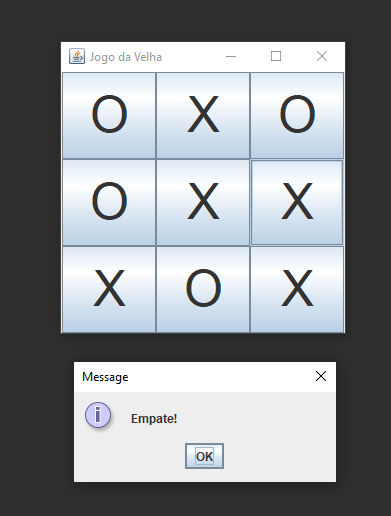 Jogo da Velha
O X O
O X X
X O X
Message
Empate!
OK